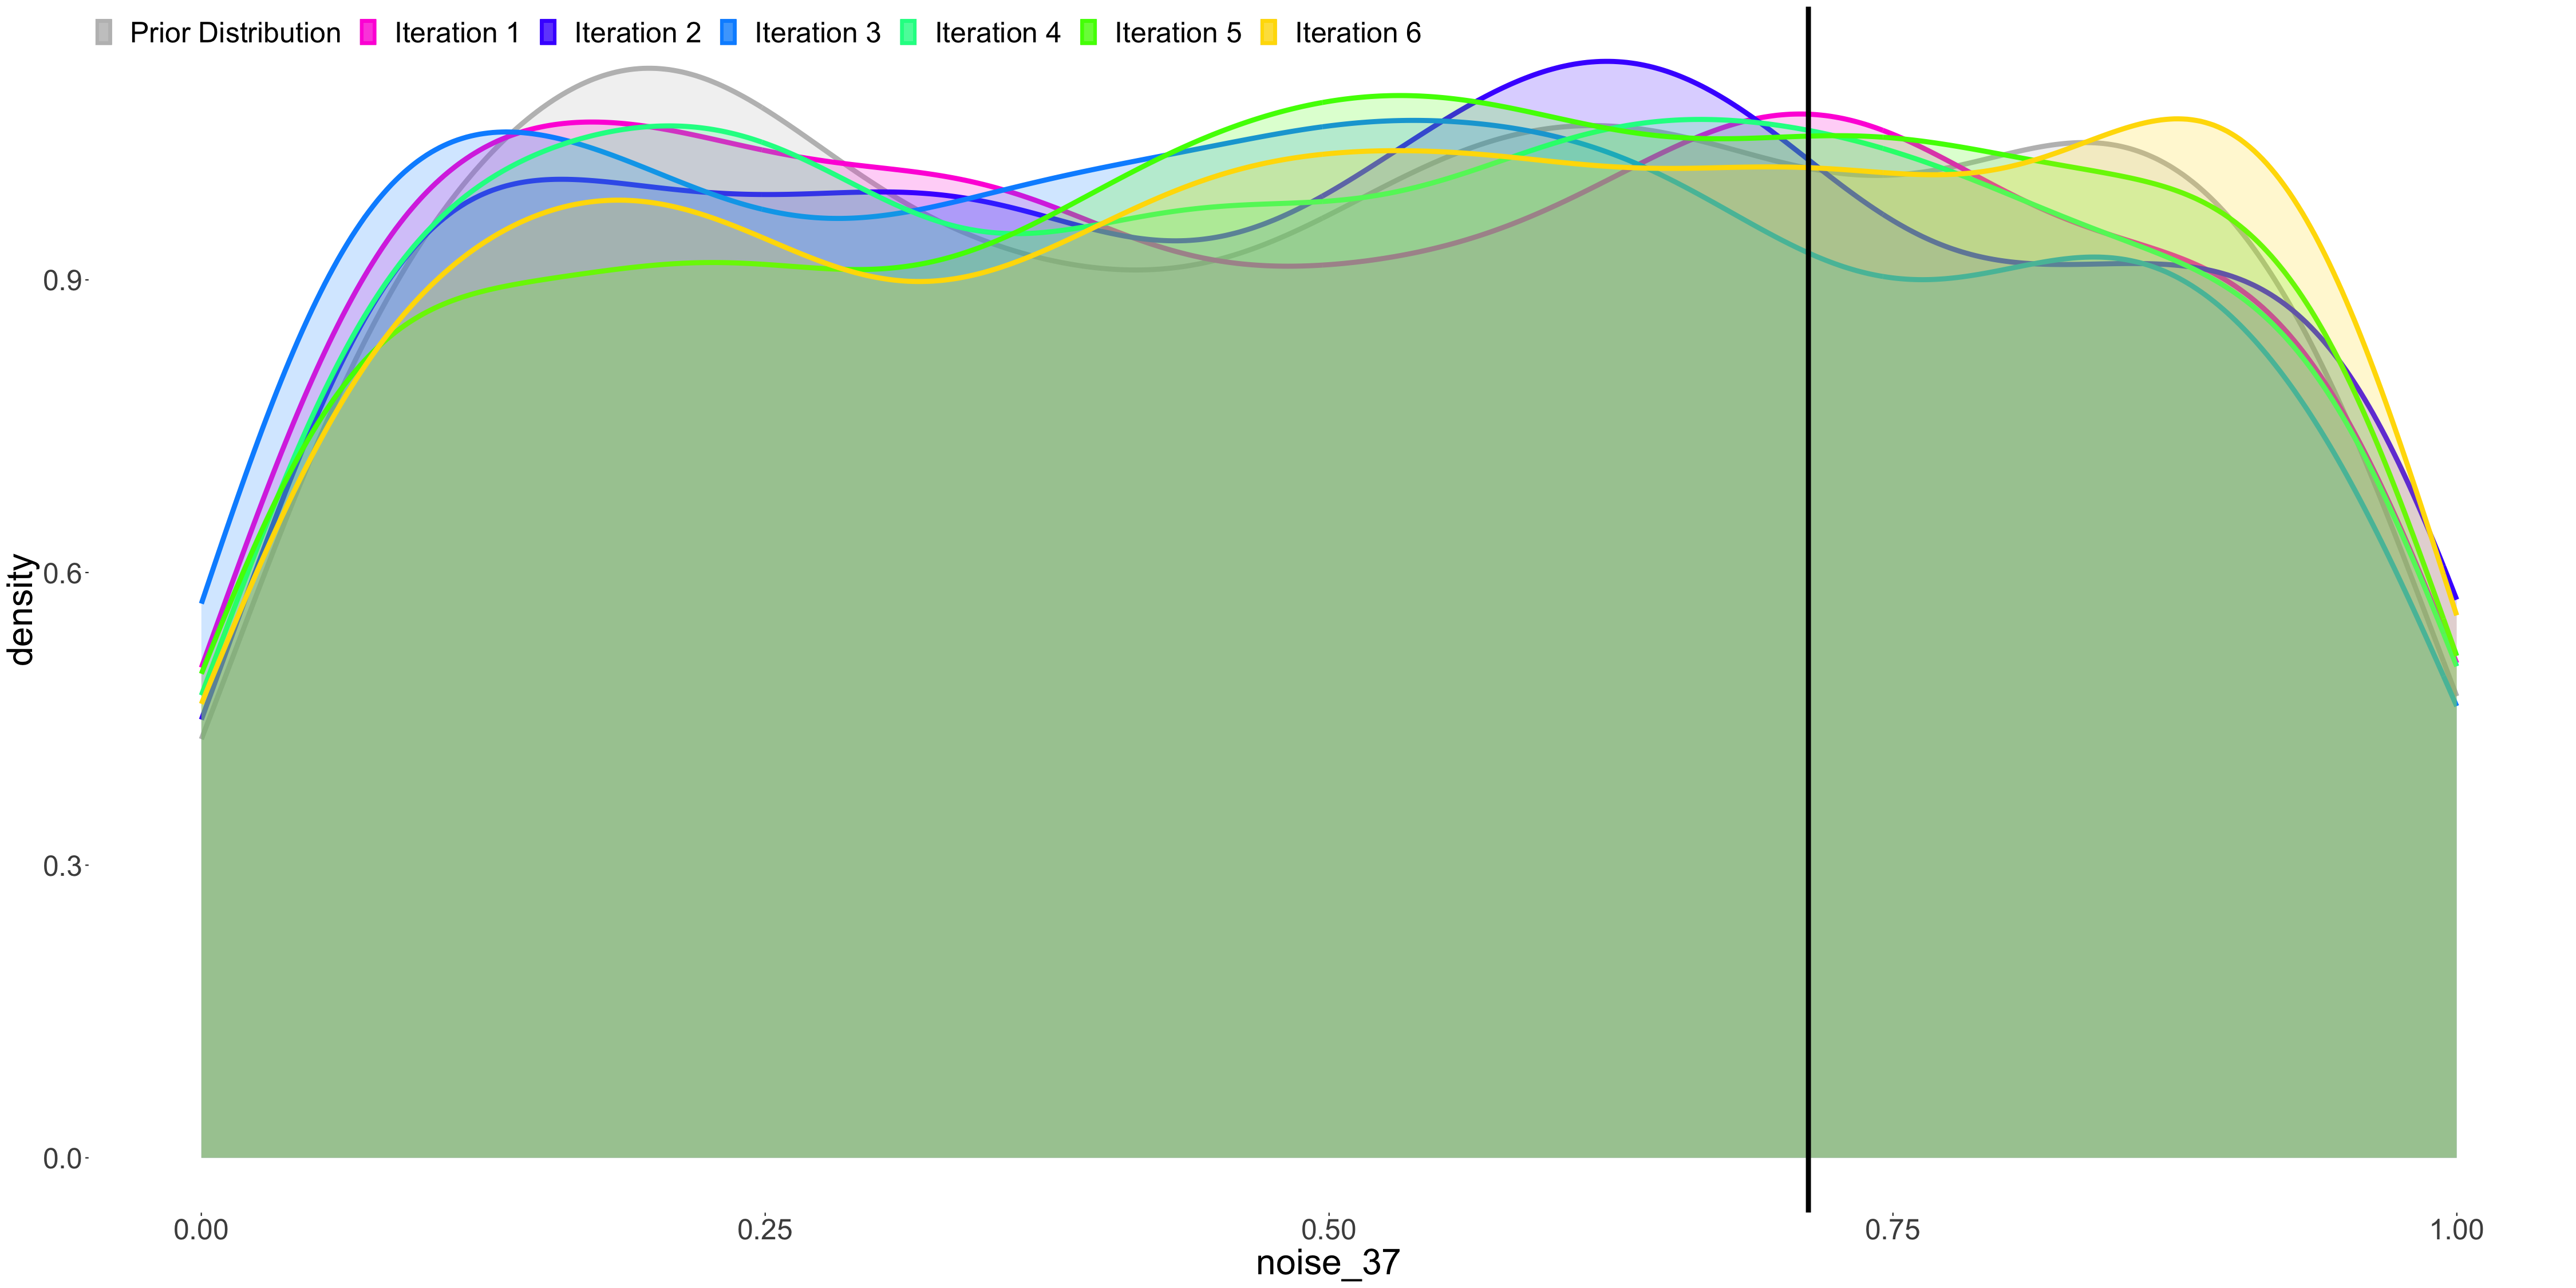 Prior Distribution Iteration 1 Iteration 2 Iteration 3 Iteration 4 Iteration 5 Iteration 6
density
0.9
0.6
0.3
0.0
0.00 0.25 0.50 0.75 1.00
noise_37